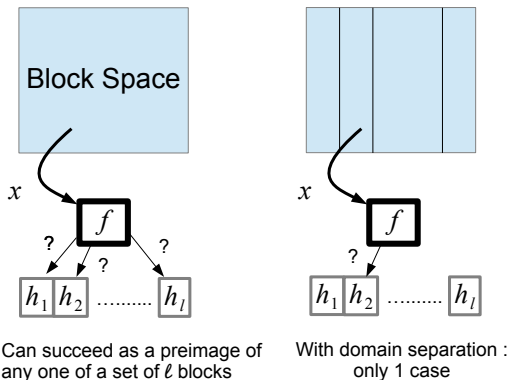 Block Space
x
f
? ? ?
h₁ h₂ ......... hₗ
Can succeed as a preimage of
any one of a set of ℓ blocks
x
f
?
h₁ h₂ ......... hₗ
With domain separation :
only 1 case